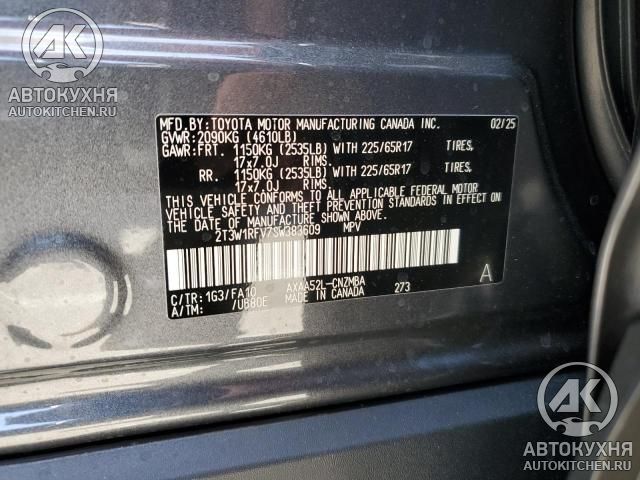 AK
АВТОКУХНЯ
AUTOKITCHEN.RU
MFD.BY:TOYOTA MOTOR MANUFACTURING CANADA INC. 02/25
GVWR:2090KG (4610LB)
GAWR:FRT. 1150KG (2535LB) WITH 225/65R17 TIRES,
17x7.0J RIMS.
RR. 1150KG (2535LB) WITH 225/65R17 TIRES,
17x7.0J RIMS.
THIS VEHICLE CONFORMS TO ALL APPLICABLE FEDERAL MOTOR
VEHICLE SAFETY AND THEFT PREVENTION STANDARDS IN EFFECT ON
THE DATE OF MANUFACTURE SHOWN ABOVE.
2T3W1RFV7SW383609 MPV
C/TR:1G3/FA10 AXAA52L-CNZMBA A
A/TM: /UB80E MADE IN CANADA 273
AK
АВТОКУХНЯ
AUTOKITCHEN.RU